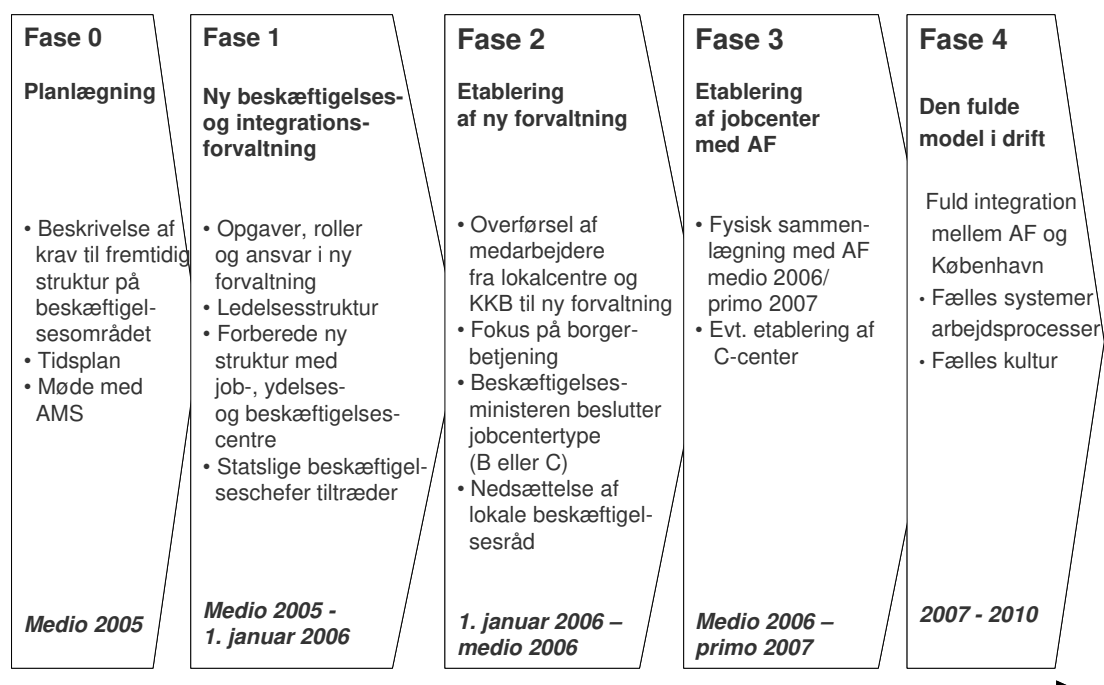 Fase 0
Planlægning
• Beskrivelse af
krav til fremtidig
struktur på
beskæftigel-
sesområdet
• Tidsplan
• Møde med
AMS
Medio 2005
Fase 1
Ny beskæftigelses-
og integrations-
forvaltning
• Opgaver, roller
og ansvar i ny
forvaltning
• Ledelsesstruktur
• Forberede ny
struktur med
job-, ydelses-
og beskæftigelses-
centre
• Statslige beskæftigel-
seschefer tiltræder
Medio 2005 -
1. januar 2006
Fase 2
Etablering
af ny forvaltning
• Overførsel af
medarbejdere
fra lokalcentre og
KKB til ny forvaltning
• Fokus på borger-
betjening
• Beskæftigelses-
ministeren beslutter
jobcentertype
(B eller C)
• Nedsættelse af
lokale beskæftigel-
sesråd
1. januar 2006 –
medio 2006
Fase 3
Etablering
af jobcenter
med AF
• Fysisk sammen-
lægning med AF
medio 2006/
primo 2007
• Evt. etablering af
C-center
Medio 2006 –
primo 2007
Fase 4
Den fulde
model i drift
Fuld integration
mellem AF og
København
• Fælles systemer
arbejdsprocesser
• Fælles kultur
2007 - 2010